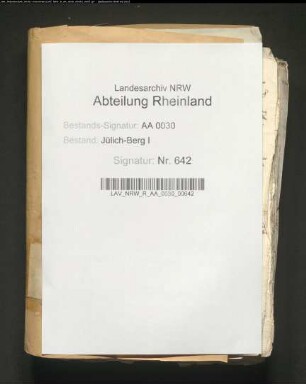 Landesarchiv NRW
Abteilung Rheinland
Bestands-Signatur: AA 0030
Bestand: Jülich-Berg I
Signatur: Nr. 642
LAV_NRW_R_AA_0030_00642